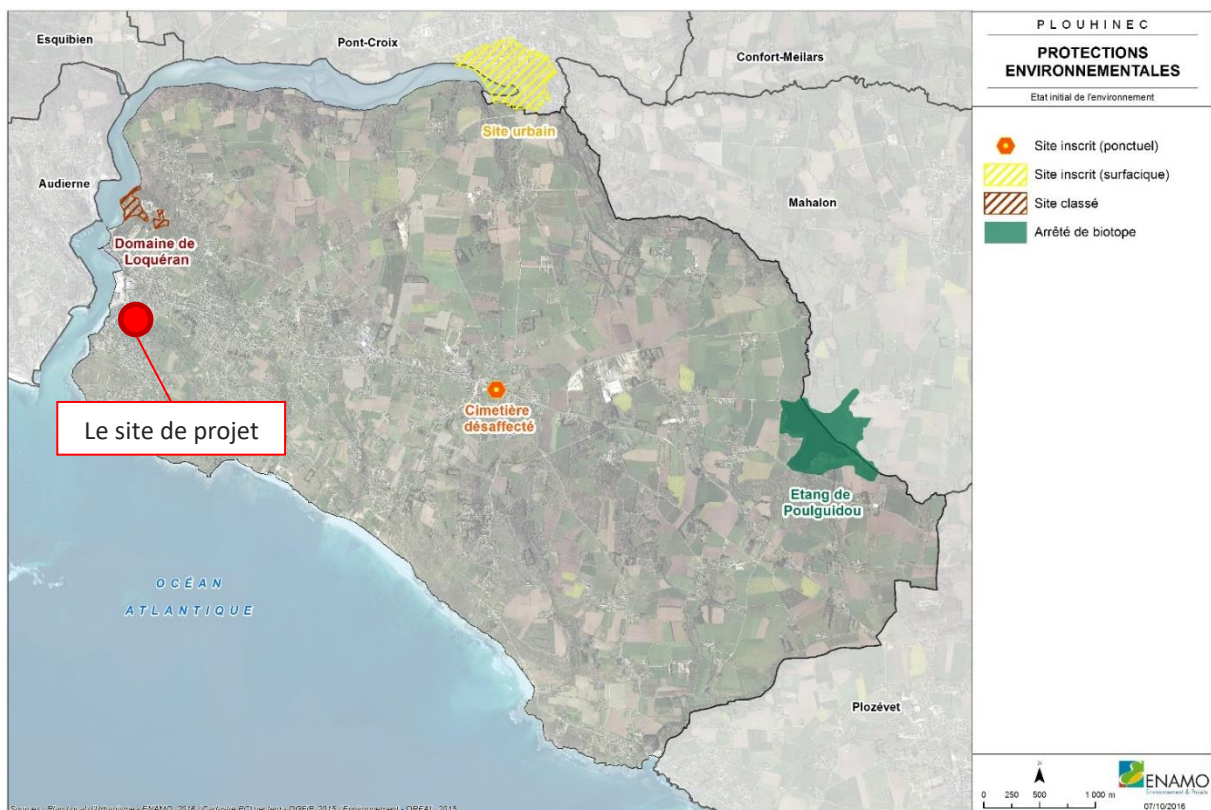 PLOUHINEC
PROTECTIONS
ENVIRONNEMENTALES
Etat initial de l'environnement
Site inscrit (ponctuel)
Site inscrit (surfacique)
Site classé
Arrêté de biotope
Esquibien
Pont-Croix
Confort-Meilars
Site urbain
Audierne
Mahalon
Domaine de
Loquéran
Le site de projet
Cimetière
désaffecté
Etang de
Poulguidou
OCÉAN
ATLANTIQUE
Plozévet
N
0 250 500 1 000 m
ENAMO
Environnement & Projets
07/10/2016